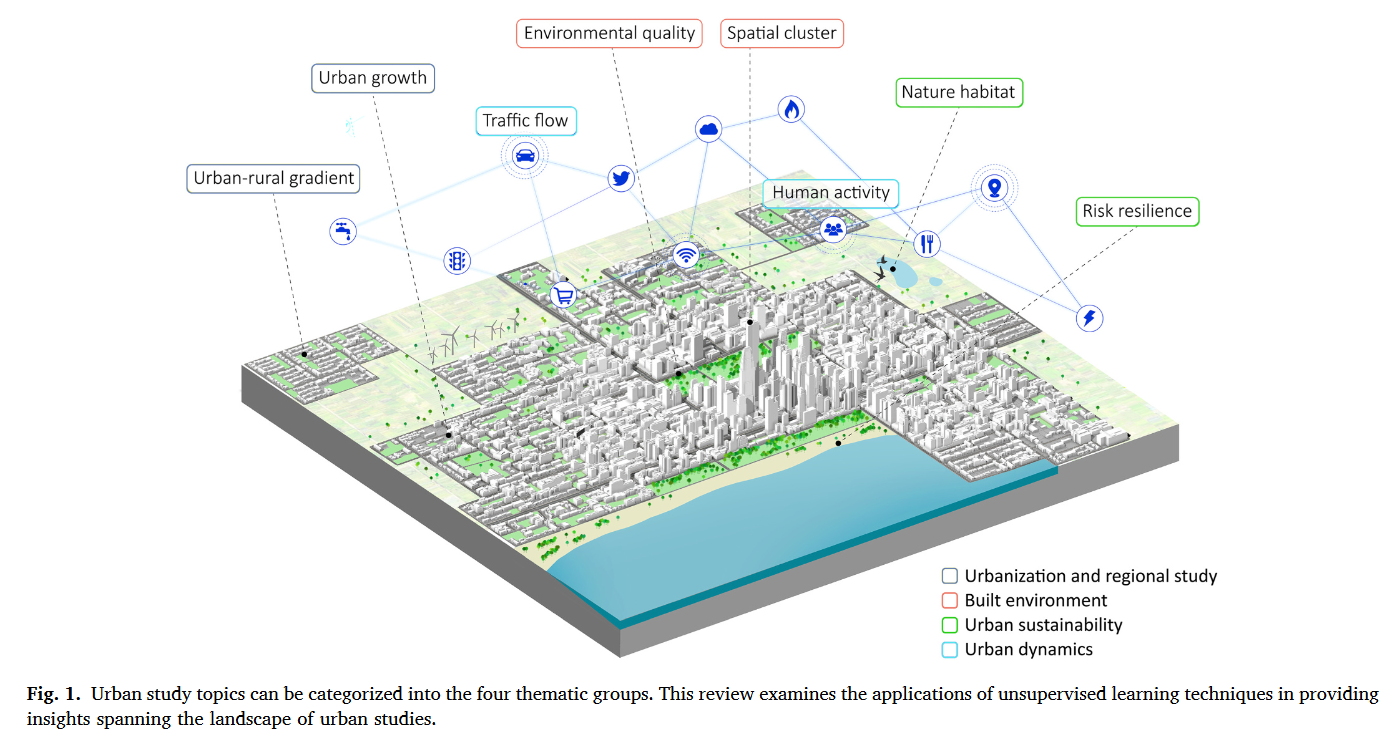 Environmental quality
Spatial cluster
Urban growth
Nature habitat
Traffic flow
Urban-rural gradient
Human activity
Risk resilience
Urbanization and regional study
Built environment
Urban sustainability
Urban dynamics
Fig. 1. Urban study topics can be categorized into the four thematic groups. This review examines the applications of unsupervised learning techniques in providing
insights spanning the landscape of urban studies.